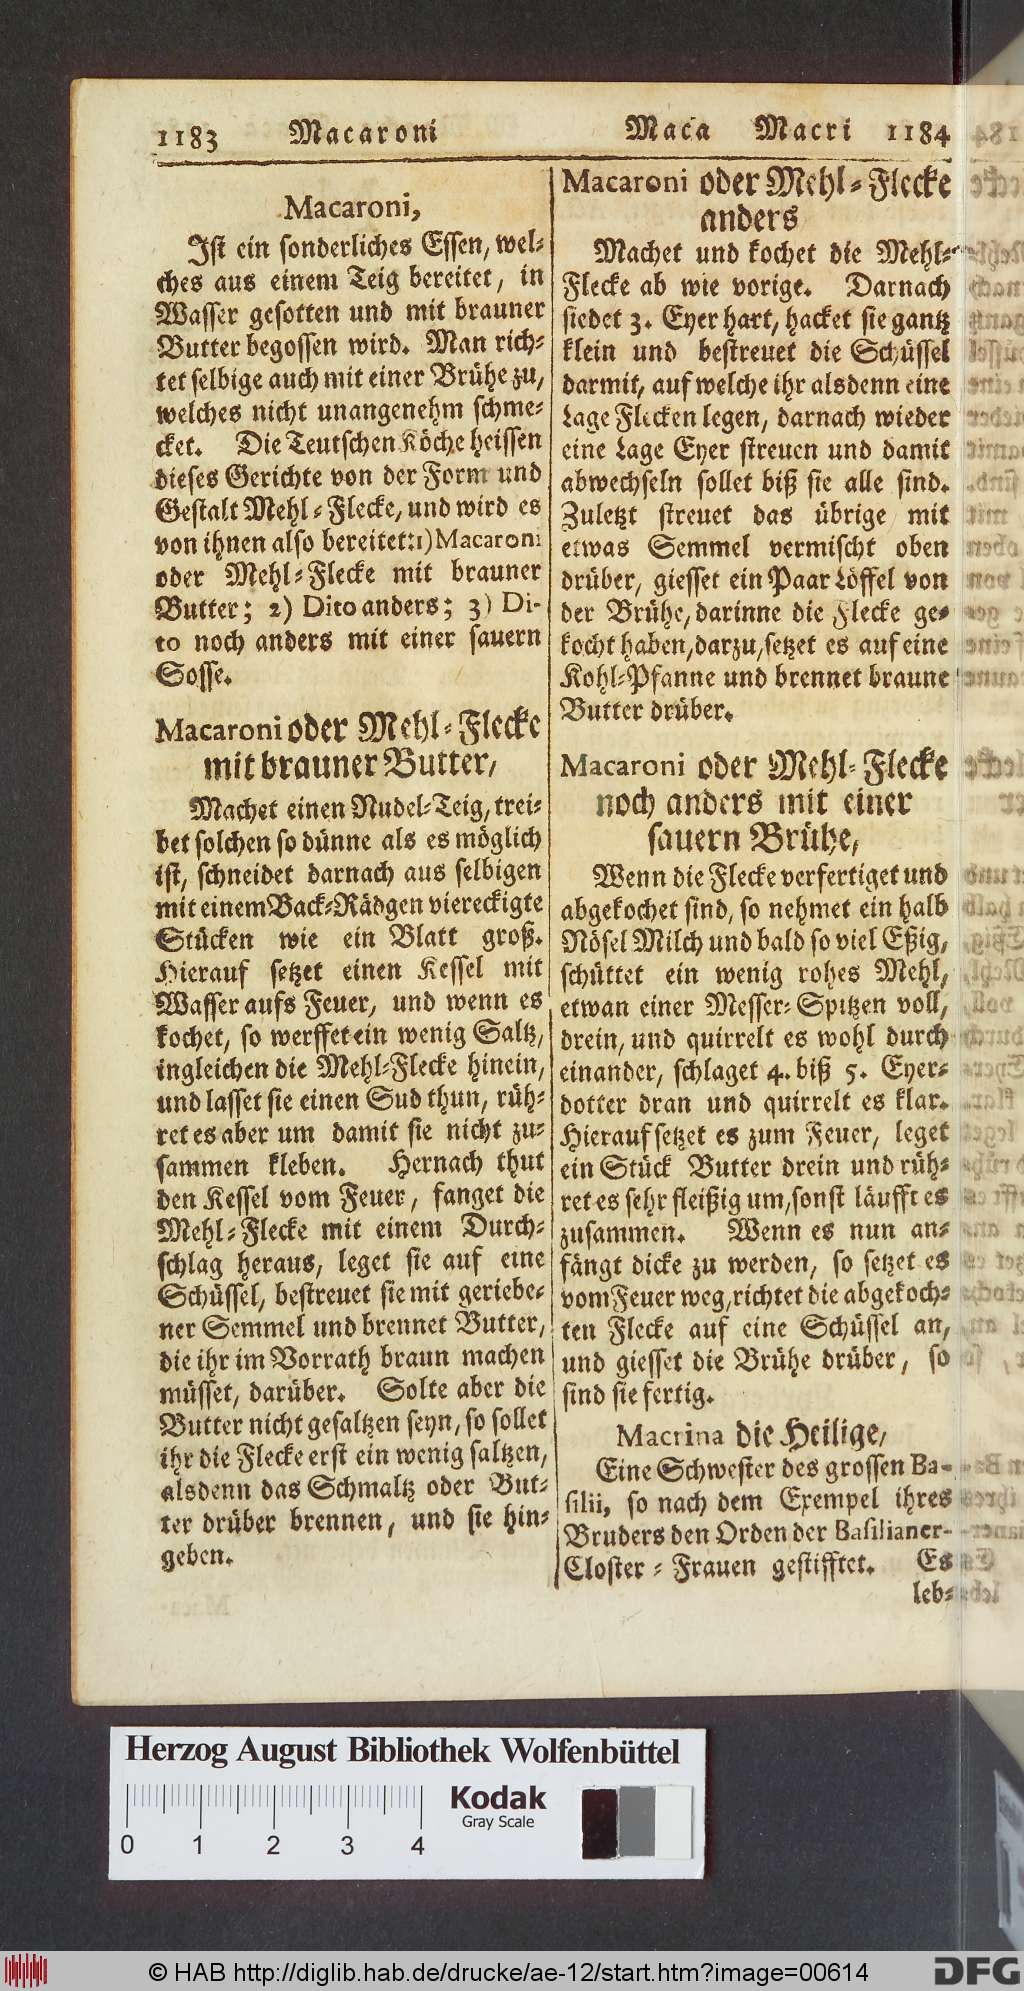 1183 Macaroni
Maca Macri 1184
Macaroni,
Ist ein sonderliches Essen, wel-
ches aus einem Teig bereitet, in
Wasser gesotten und mit brauner
Butter begossen wird. Man rich-
tet selbige auch mit einer Brühe zu,
welches nicht unangenehm schme-
cket. Die Teutschen Köche heissen
dieses Gerichte von der Form und
Gestalt Mehl-Flecke, und wird es
von ihnen also bereitet: 1) Macaroni
oder Mehl-Flecke mit brauner
Butter; 2) Dito anders; 3) Di-
to noch anders mit einer sauern
Sosse.
Macaroni oder Mehl-Flecke
mit brauner Butter,
Machet einen Nudel-Teig, trei-
bet solchen so dünne als es möglich
ist, schneidet darnach aus selbigen
mit einem Back-Rädgen viereckigte
Stücken wie ein Blatt groß.
Hierauf setzet einen Kessel mit
Wasser aufs Feuer, und wenn es
kochet, so werffet ein wenig Saltz,
ingleichen die Mehl-Flecke hinein,
und lasset sie einen Sud thun, rüh-
ret es aber um damit sie nicht zu-
sammen kleben. Hernach thut
den Kessel vom Feuer, fanget die
Mehl-Flecke mit einem Durch-
schlag heraus, leget sie auf eine
Schüssel, bestreuet sie mit geriebe-
ner Semmel und brennet Butter,
die ihr im Vorrath braun machen
müsset, darüber. Solte aber die
Butter nicht gesaltzen seyn, so sollet
ihr die Flecke erst ein wenig saltzen,
alsdenn das Schmaltz oder But-
ter drüber brennen, und sie hin-
geben.
Macaroni oder Mehl-Flecke
anders
Machet und kochet die Mehl-
Flecke ab wie vorige. Darnach
siedet 3. Eyer hart, hacket sie gantz
klein und bestreuet die Schüssel
darmit, auf welche ihr alsdenn eine
Lage Flecken legen, darnach wieder
eine Lage Eyer streuen und damit
abwechseln sollet biß sie alle sind.
Zuletzt streuet das übrige mit
etwas Semmel vermischt oben
drüber, giesset ein Paar Löffel von
der Brühe, darinne die Flecke ge-
kocht haben, darzu, setzet es auf eine
Kohl-Pfanne und brennet braune
Butter drüber.
Macaroni oder Mehl-Flecke
noch anders mit einer
sauern Brühe,
Wenn die Flecke verfertiget und
abgekochet sind, so nehmet ein halb
Nösel Milch und bald so viel Eßig,
schüttet ein wenig rohes Mehl,
etwan einer Messer-Spitzen voll,
drein, und quirrelt es wohl durch
einander, schlaget 4. biß 5. Eyer-
dotter dran und quirrelt es klar.
Hierauf setzet es zum Feuer, leget
ein Stück Butter drein und rüh-
ret es sehr fleißig um, sonst läufft es
zusammen. Wenn es nun an-
fängt dicke zu werden, so setzet es
vom Feuer weg, richtet die abgekoch-
ten Flecke auf eine Schüssel an,
und giesset die Brühe drüber, so
sind sie fertig.
Macrina die Heilige,
Eine Schwester des grossen Ba-
silii, so nach dem Exempel ihres
Bruders den Orden der Basilianer-
Closter-Frauen gestifftet. Es
leb-
Herzog August Bibliothek Wolfenbüttel
Kodak
Gray Scale
0 1 2 3 4
© HAB http://diglib.hab.de/drucke/ae-12/start.htm?image=00614
DFG